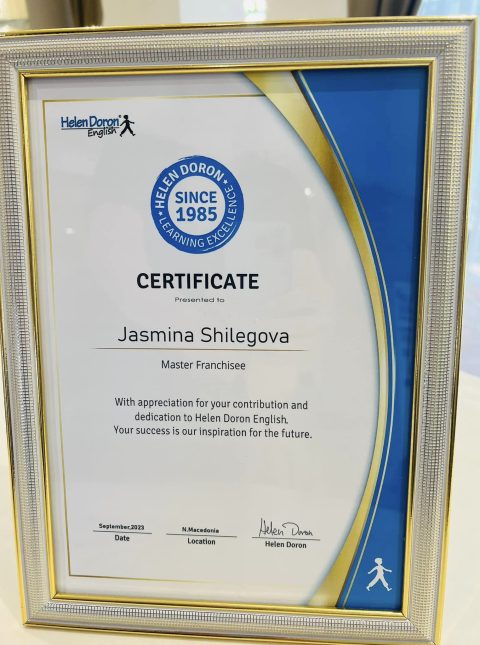 Helen Doron®
English
HELEN DORON
SINCE
1985
LEARNING EXCELLENCE
CERTIFICATE
Presented to
Jasmina Shilegova
Master Franchisee
With appreciation for your contribution and
dedication to Helen Doron English.
Your success is our inspiration for the future.
September,2023 N.Macedonia Helen Doron
Date Location Helen Doron